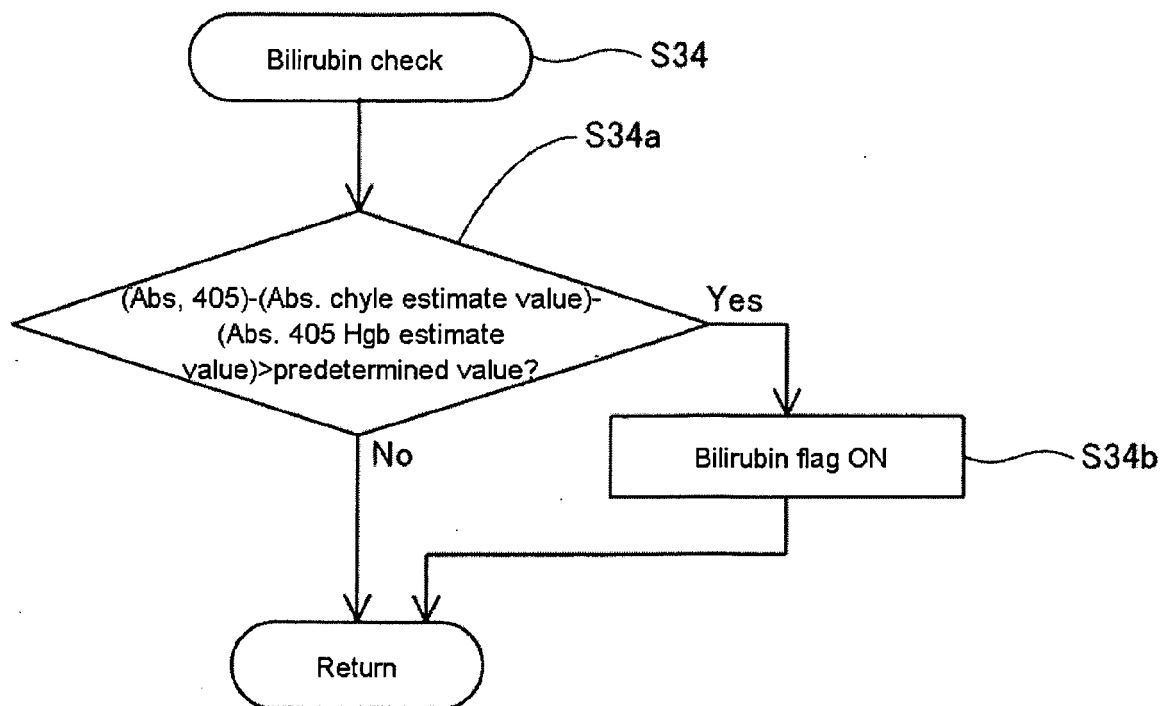 Bilirubin check
S34
S34a
(Abs, 405)-(Abs. chyle estimate value)-
(Abs. 405 Hgb estimate
value)>predetermined value?
Yes
No
Bilirubin flag ON
S34b
Return